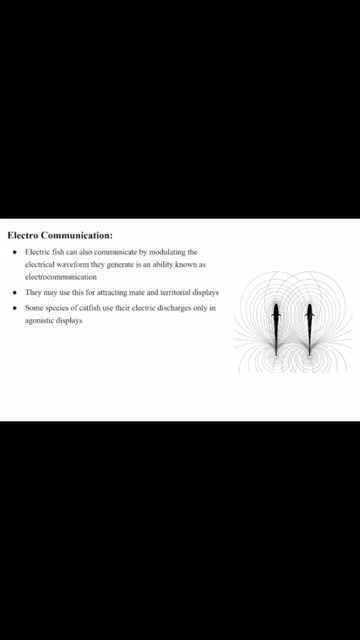 Electro Communication:
● Electric fish can also communicate by modulating the
electrical waveform they generate is an ability known as
electrocommunication
● They may use this for attracting mate and territorial displays
● Some species of catfish use their electric discharges only in
agonistic displays